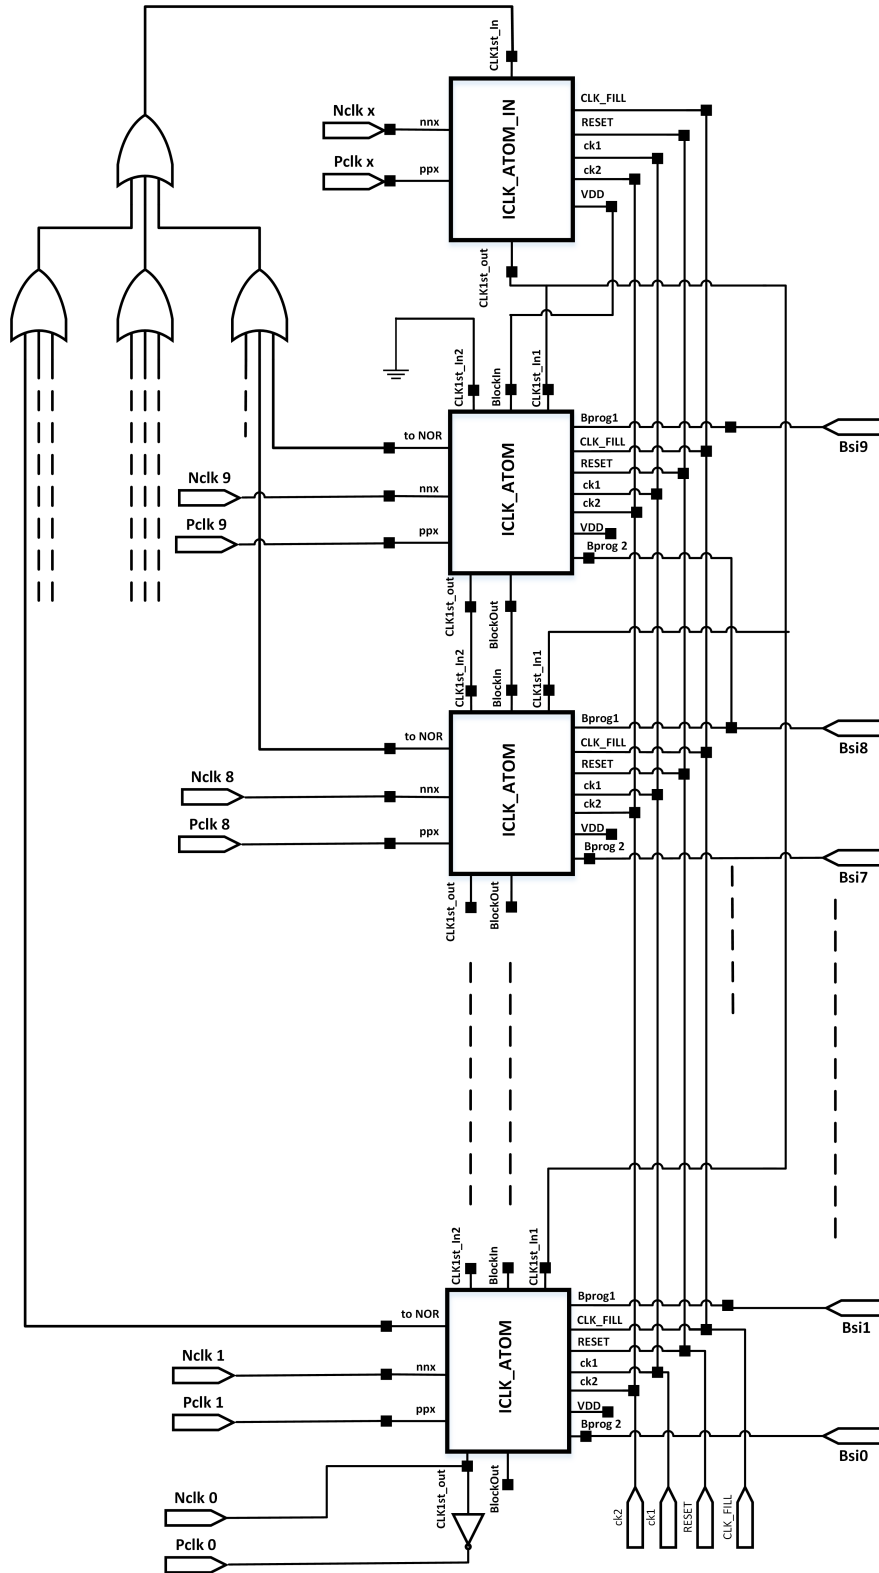 CLK1st_In
CLK_FILL
Nclk x
nnx
RESET
ck1
Pclk x
ppx
ck2
VDD
ICLK_ATOM_IN
CLK1st_out
CLK1st_In2
BlockIn
CLK1st_In1
Bprog1
Bsi9
to NOR
CLK_FILL
RESET
Nclk 9
nnx
ck1
ck2
ICLK_ATOM
Pclk 9
ppx
VDD
Bprog 2
CLK1st_out
BlockOut
CLK1st_In2
BlockIn
CLK1st_In1
Bprog1
Bsi8
to NOR
CLK_FILL
RESET
Nclk 8
nnx
ck1
ck2
ICLK_ATOM
Pclk 8
ppx
VDD
Bprog 2
Bsi7
CLK1st_out
BlockOut
CLK1st_In2
BlockIn
CLK1st_In1
Bprog1
Bsi1
to NOR
CLK_FILL
RESET
Nclk 1
nnx
ck1
ck2
ICLK_ATOM
Pclk 1
ppx
VDD
Bprog 2
Bsi0
CLK1st_out
BlockOut
Nclk 0
Pclk 0
ck2
ck1
RESET
CLK_FILL